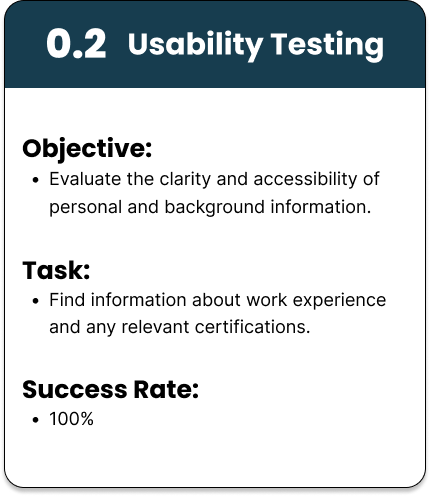 0.2 Usability Testing
Objective:
• Evaluate the clarity and accessibility of
personal and background information.
Task:
• Find information about work experience
and any relevant certifications.
Success Rate:
• 100%